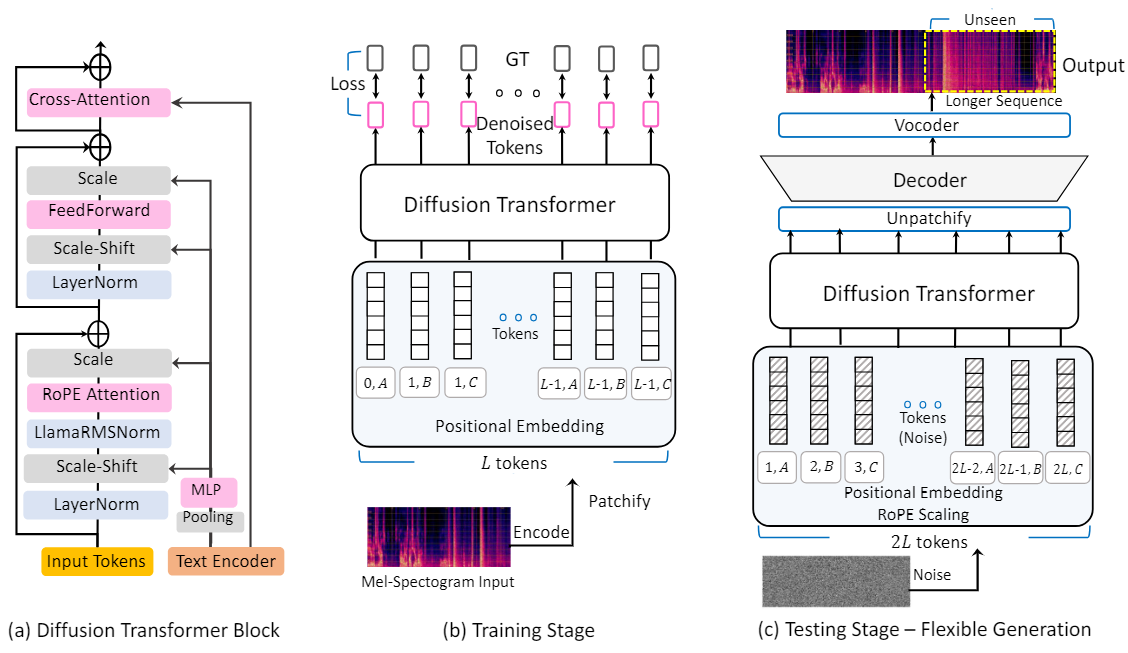 Cross-Attention
Scale
FeedForward
Scale-Shift
LayerNorm
Scale
RoPE Attention
LlamaRMSNorm
Scale-Shift
LayerNorm
MLP
Pooling
Input Tokens
Text Encoder
(a) Diffusion Transformer Block
Loss
GT
Denoised
Tokens
Diffusion Transformer
Tokens
0, A
1, B
1, C
L-1, A
L-1, B
L-1, C
Positional Embedding
L tokens
Patchify
Encode
Mel-Spectogram Input
(b) Training Stage
Unseen
Output
Longer Sequence
Vocoder
Decoder
Unpatchify
Diffusion Transformer
Tokens
(Noise)
1, A
2, B
3, C
2L-2, A
2L-1, B
2L, C
Positional Embedding
RoPE Scaling
2L tokens
Noise
(c) Testing Stage – Flexible Generation